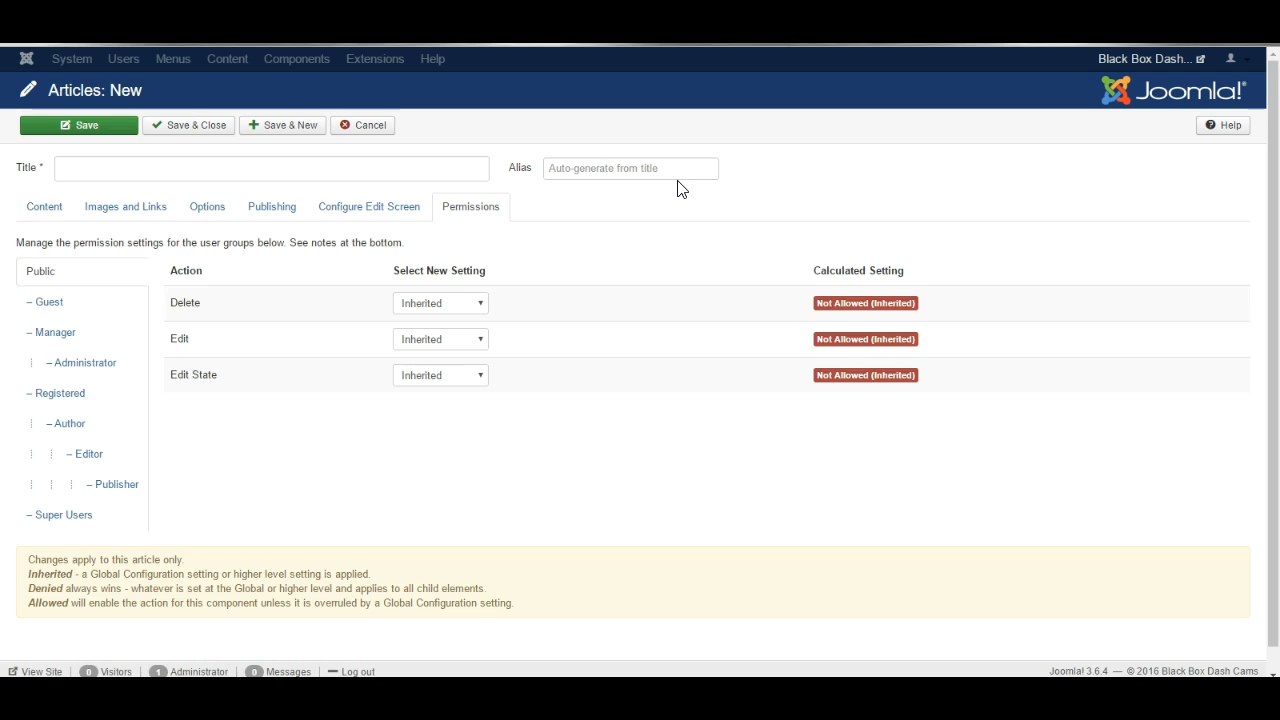 System Users Menus Content Components Extensions Help Black Box Dash...
Articles: New Joomla!®
Save Save & Close Save & New Cancel Help
Title * Alias Auto-generate from title
Content Images and Links Options Publishing Configure Edit Screen Permissions
Manage the permission settings for the user groups below. See notes at the bottom.
Public Action Select New Setting Calculated Setting
– Guest Delete Inherited Not Allowed (Inherited)
– Manager Edit Inherited Not Allowed (Inherited)
– Administrator Edit State Inherited Not Allowed (Inherited)
– Registered
– Author
– Editor
– Publisher
– Super Users
Changes apply to this article only.
Inherited - a Global Configuration setting or higher level setting is applied.
Denied always wins - whatever is set at the Global or higher level and applies to all child elements.
Allowed will enable the action for this component unless it is overruled by a Global Configuration setting.
View Site 0 Visitors 1 Administrator 0 Messages Log out Joomla! 3.6.4 — © 2016 Black Box Dash Cams